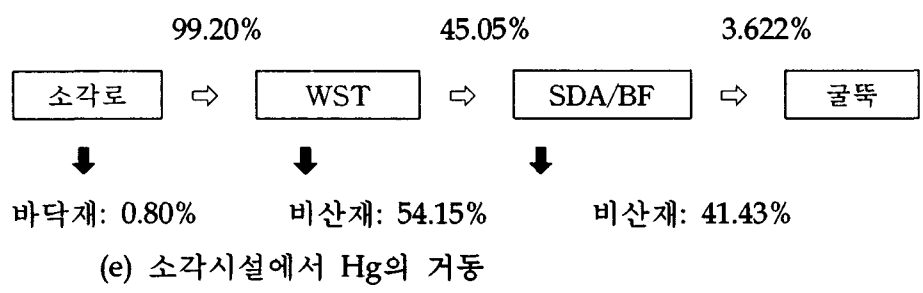 99.20% 45.05% 3.622%
소각로 ⇨ WST ⇨ SDA/BF ⇨ 굴뚝
바닥재: 0.80% 비산재: 54.15% 비산재: 41.43%
(e) 소각시설에서 Hg의 거동